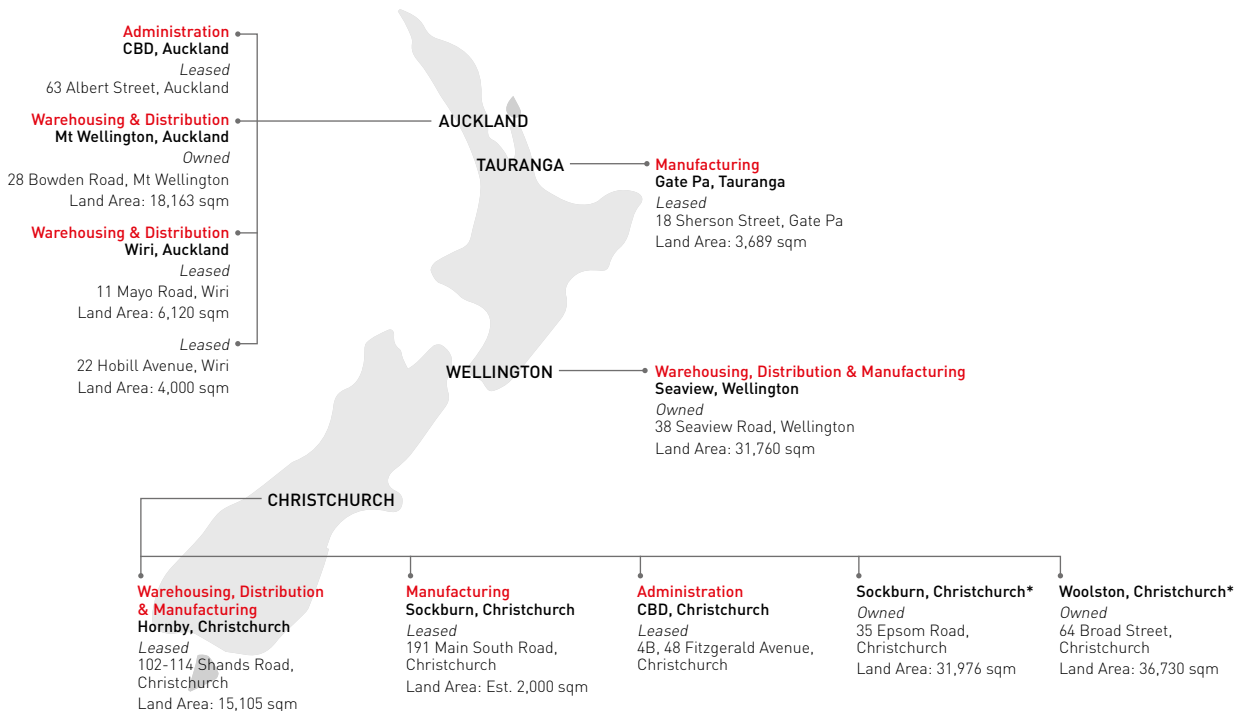 Administration
CBD, Auckland
Leased
63 Albert Street, Auckland
Warehousing & Distribution
Mt Wellington, Auckland
Owned
28 Bowden Road, Mt Wellington
Land Area: 18,163 sqm
Warehousing & Distribution
Wiri, Auckland
Leased
11 Mayo Road, Wiri
Land Area: 6,120 sqm
Leased
22 Hobill Avenue, Wiri
Land Area: 4,000 sqm
AUCKLAND
TAURANGA
Manufacturing
Gate Pa, Tauranga
Leased
18 Sherson Street, Gate Pa
Land Area: 3,689 sqm
WELLINGTON
Warehousing, Distribution & Manufacturing
Seaview, Wellington
Owned
38 Seaview Road, Wellington
Land Area: 31,760 sqm
CHRISTCHURCH
Warehousing, Distribution
& Manufacturing
Hornby, Christchurch
Leased
102-114 Shands Road,
Christchurch
Land Area: 15,105 sqm
Manufacturing
Sockburn, Christchurch
Leased
191 Main South Road,
Christchurch
Land Area: Est. 2,000 sqm
Administration
CBD, Christchurch
Leased
4B, 48 Fitzgerald Avenue,
Christchurch
Sockburn, Christchurch*
Owned
35 Epsom Road,
Christchurch
Land Area: 31,976 sqm
Woolston, Christchurch*
Owned
64 Broad Street,
Christchurch
Land Area: 36,730 sqm